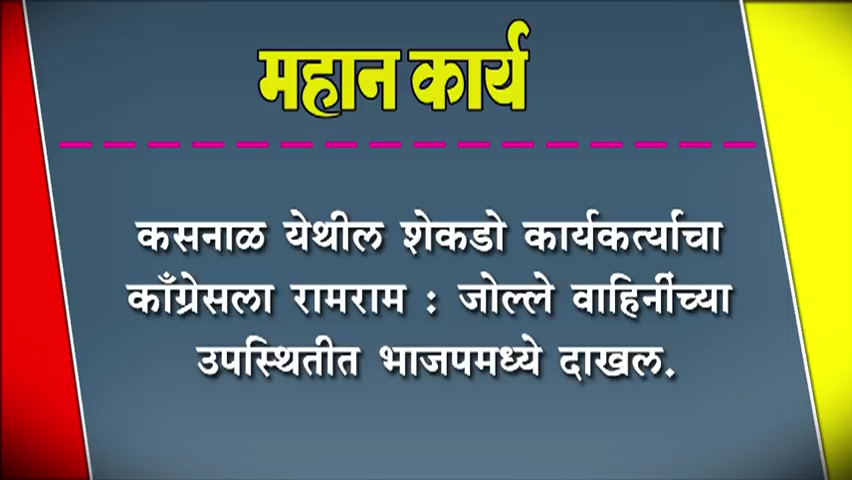 महान कार्य
कसनाळ येथील शेकडो कार्यकर्त्याचा
काँग्रेसला रामराम : जोल्ले वाहिनींच्या
उपस्थितीत भाजपमध्ये दाखल.